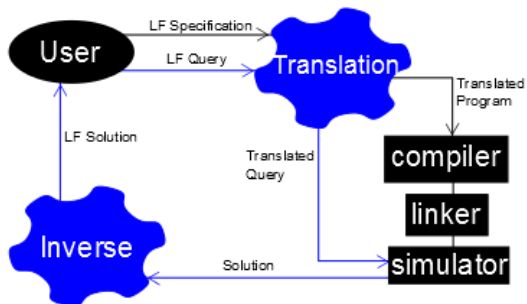 LF Specification
User
LF Query
Translation
Translated
Program
LF Solution
Translated
Query
compiler
linker
Inverse
Solution
simulator